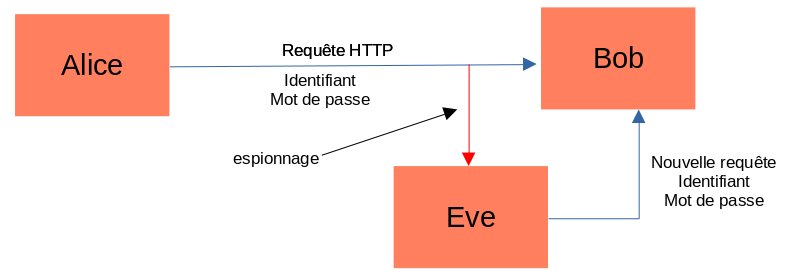 Alice
Requête HTTP
Identifiant
Mot de passe
Bob
espionnage
Eve
Nouvelle requête
Identifiant
Mot de passe